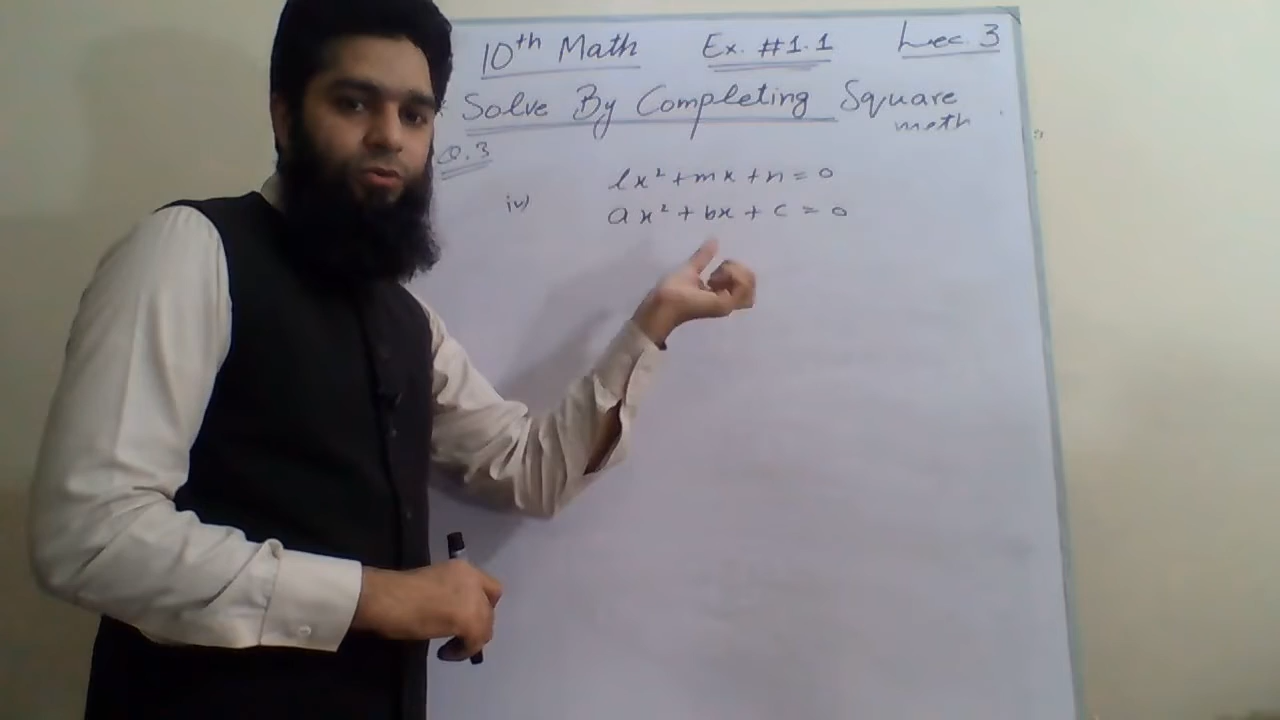 10th Math Ex. #1.1 Lec. 3
Solve By Completing Square
meth
Q.3
lx² + mx + n = 0
iv)
ax² + bx + c = 0